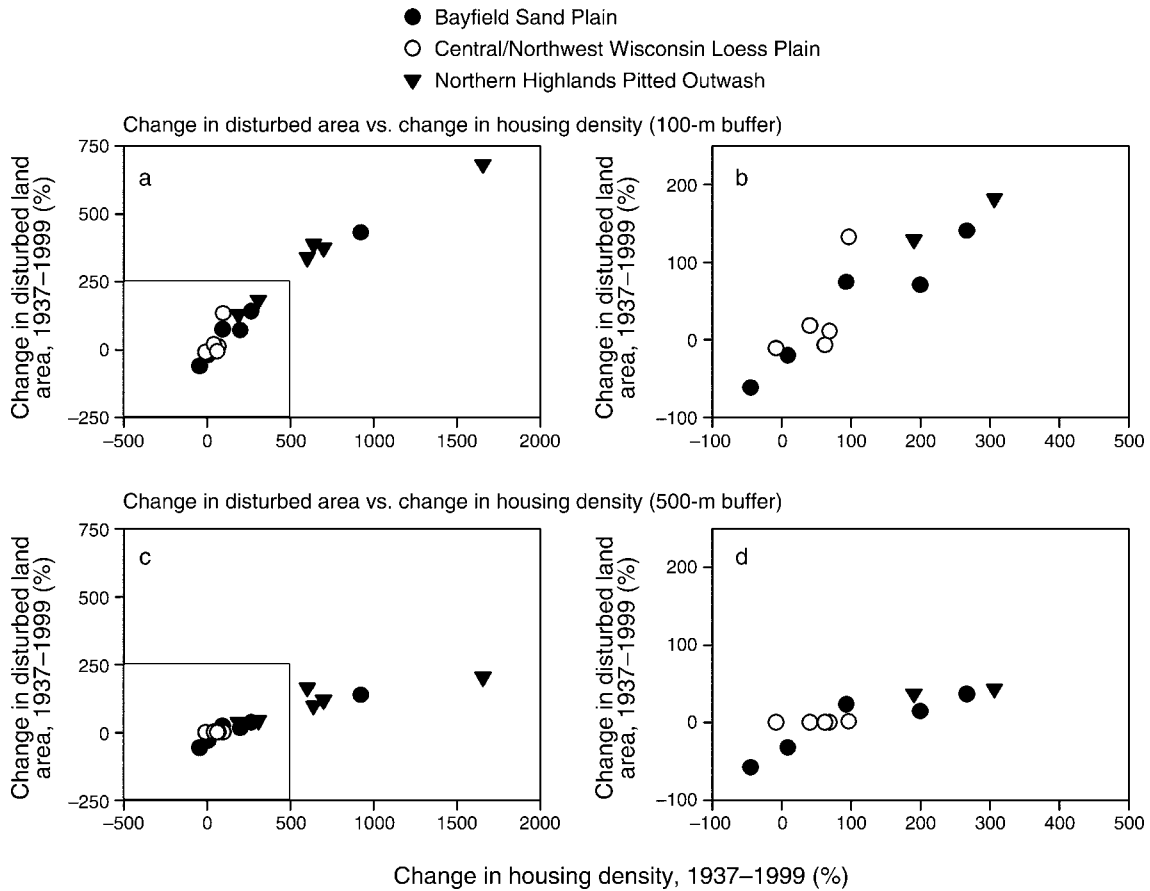 Bayfield Sand Plain
Central/Northwest Wisconsin Loess Plain
Northern Highlands Pitted Outwash
Change in disturbed area vs. change in housing density (100-m buffer)
Change in disturbed land
area, 1937–1999 (%)
750
500
250
0
–250
a
–500 0 500 1000 1500 2000
Change in disturbed land
area, 1937–1999 (%)
200
100
0
–100
b
–100 0 100 200 300 400 500
Change in disturbed area vs. change in housing density (500-m buffer)
Change in disturbed land
area, 1937–1999 (%)
750
500
250
0
–250
c
–500 0 500 1000 1500 2000
Change in disturbed land
area, 1937–1999 (%)
200
100
0
–100
d
–100 0 100 200 300 400 500
Change in housing density, 1937–1999 (%)